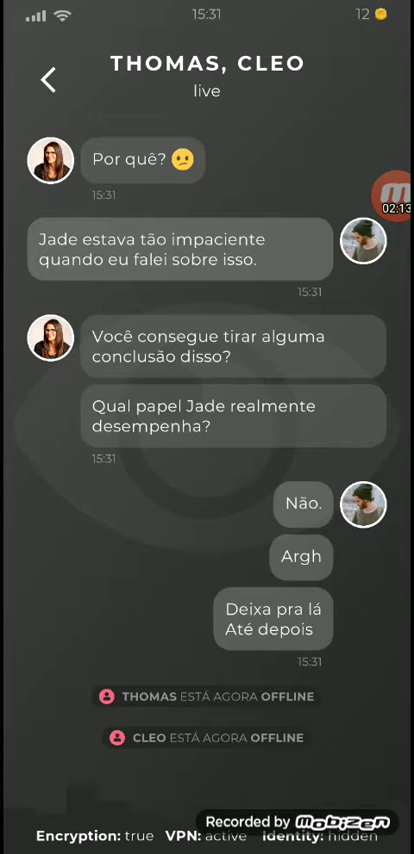 15:31
12
THOMAS, CLEO
live
Por quê?
15:31
02:13
Jade estava tão impaciente
quando eu falei sobre isso.
15:31
Você consegue tirar alguma
conclusão disso?
Qual papel Jade realmente
desempenha?
15:31
Não.
Argh
Deixa pra lá
Até depois
15:31
THOMAS ESTÁ AGORA OFFLINE
CLEO ESTÁ AGORA OFFLINE
Recorded by Mobizen
Encryption: true VPN: active Identity: hidden